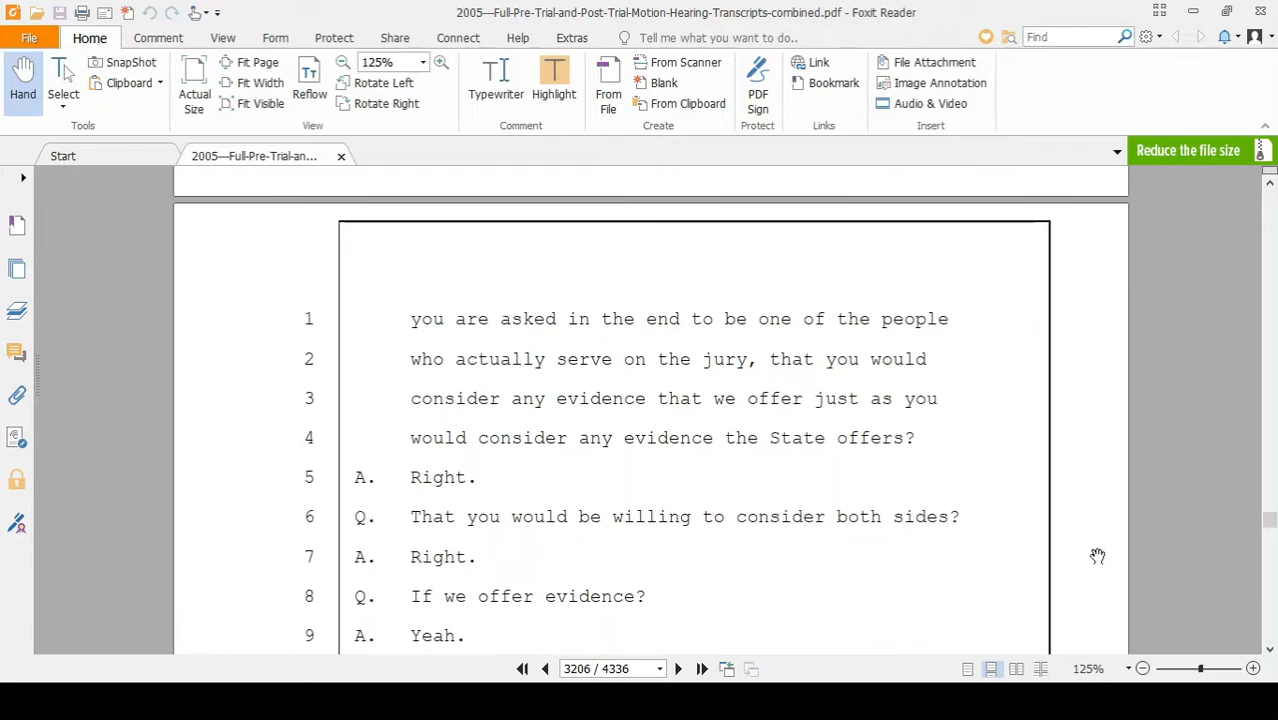 2005---Full-Pre-Trial-and-Post-Trial-Motion-Hearing-Transcripts-combined.pdf - Foxit Reader
File Home Comment View Form Protect Share Connect Help Extras Tell me what you want to do.. Find
Hand
Select
SnapShot
Clipboard
Tools
Actual Size
Fit Page
Fit Width
Fit Visible
Reflow
125%
Rotate Left
Rotate Right
View
Typewriter
Highlight
Comment
From File
From Scanner
Blank
From Clipboard
Create
PDF Sign
Protect
Link
Bookmark
Links
File Attachment
Image Annotation
Audio & Video
Insert
Start 2005---Full-Pre-Trial-an... Reduce the file size
1 you are asked in the end to be one of the people
2 who actually serve on the jury, that you would
3 consider any evidence that we offer just as you
4 would consider any evidence the State offers?
5 A. Right.
6 Q. That you would be willing to consider both sides?
7 A. Right.
8 Q. If we offer evidence?
9 A. Yeah.
3206 / 4336 125%